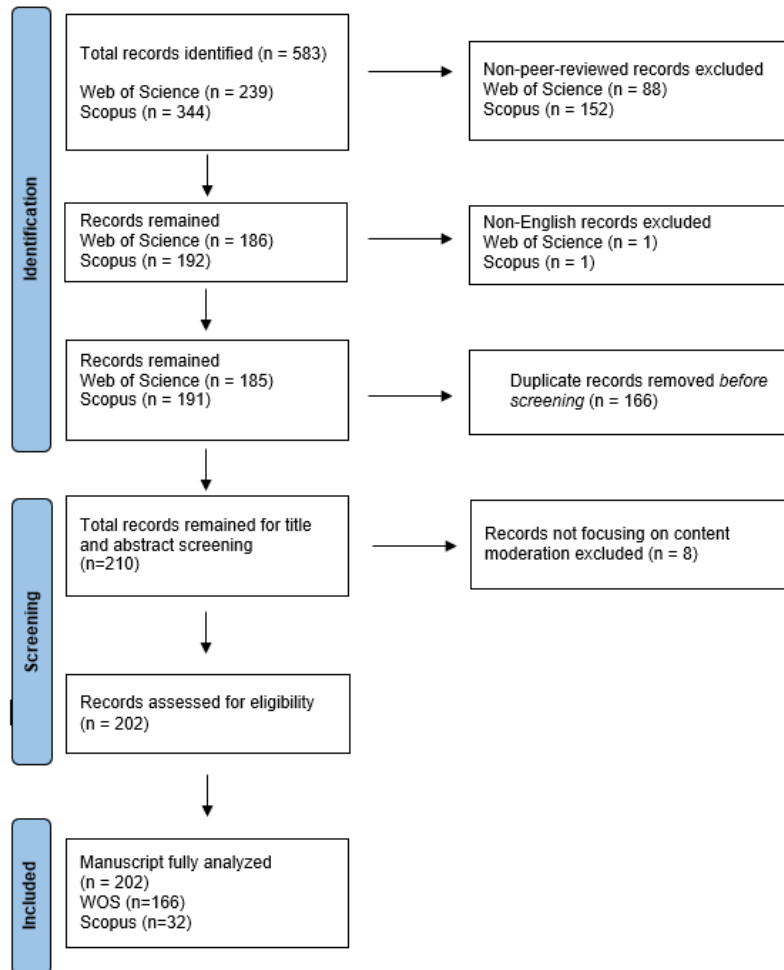 Identification
Total records identified (n = 583)
Web of Science (n = 239)
Scopus (n = 344)
Non-peer-reviewed records excluded
Web of Science (n = 88)
Scopus (n = 152)
Records remained
Web of Science (n = 186)
Scopus (n = 192)
Non-English records excluded
Web of Science (n = 1)
Scopus (n = 1)
Records remained
Web of Science (n = 185)
Scopus (n = 191)
Duplicate records removed before
screening (n = 166)
Screening
Total records remained for title
and abstract screening
(n=210)
Records not focusing on content
moderation excluded (n = 8)
Records assessed for eligibility
(n = 202)
Included
Manuscript fully analyzed
(n = 202)
WOS (n=166)
Scopus (n=32)